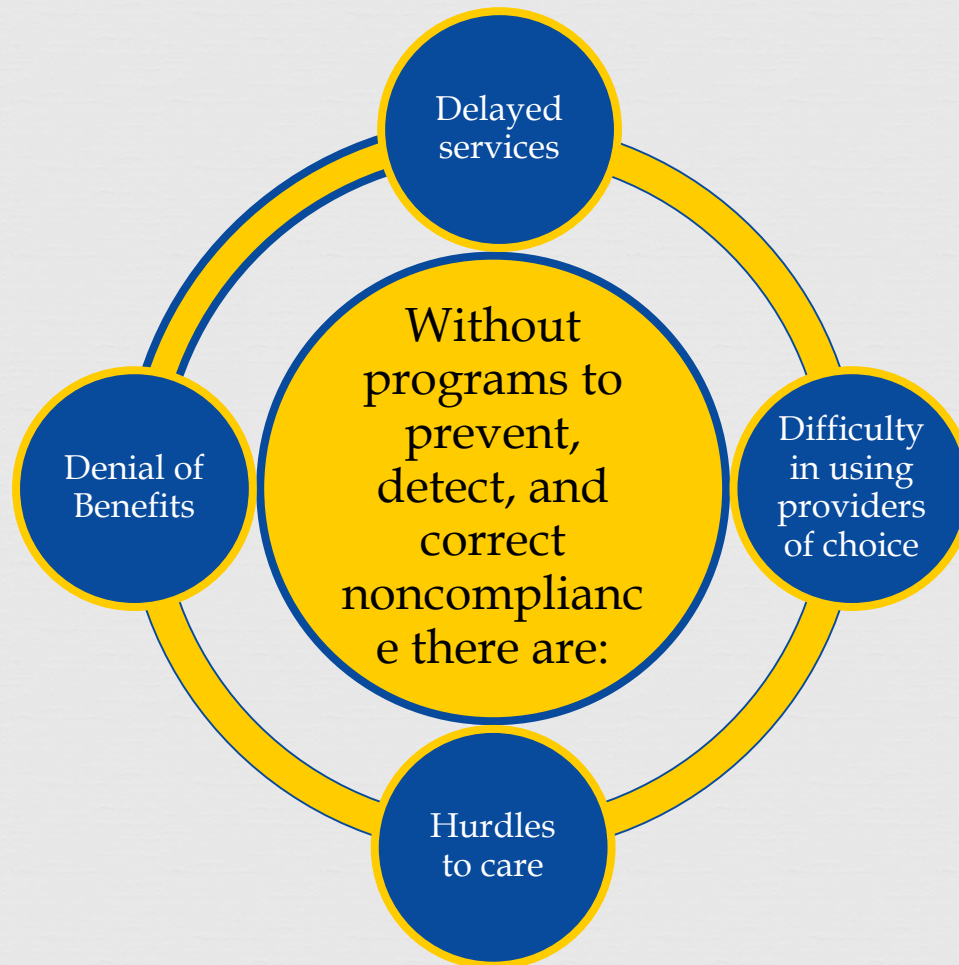 Delayed
services
Without
programs to
prevent,
detect, and
correct
noncomplianc
e there are:
Difficulty
in using
providers
of choice
Hurdles
to care
Denial of
Benefits